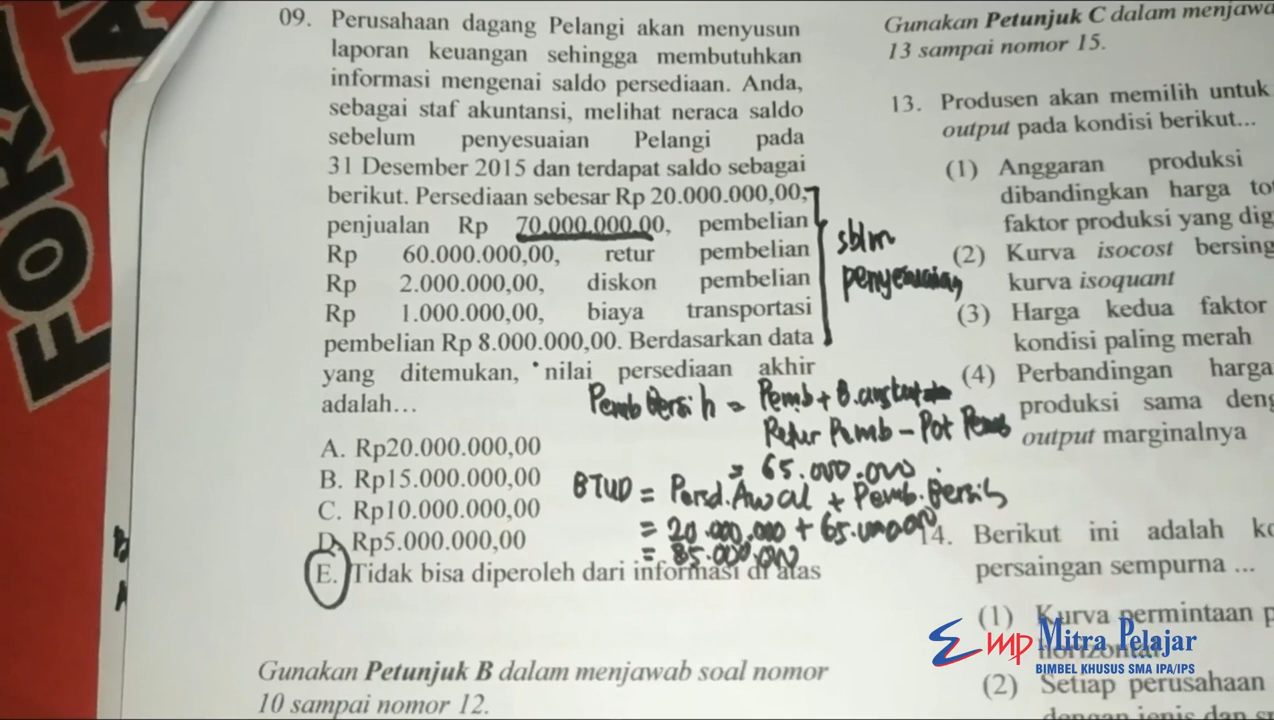 FOR
A
09. Perusahaan dagang Pelangi akan menyusun
laporan keuangan sehingga membutuhkan
informasi mengenai saldo persediaan. Anda,
sebagai staf akuntansi, melihat neraca saldo
sebelum penyesuaian Pelangi pada
31 Desember 2015 dan terdapat saldo sebagai
berikut. Persediaan sebesar Rp 20.000.000,00,
penjualan Rp 70.000.000,00, pembelian
Rp 60.000.000,00, retur pembelian
Rp 2.000.000,00, diskon pembelian
Rp 1.000.000,00, biaya transportasi
pembelian Rp 8.000.000,00. Berdasarkan data
yang ditemukan, nilai persediaan akhir
adalah...
sblm
penyesuaian
Pemb Bersih = Pemb + B. angkut -
Retur Pemb - Pot Pemb
= 65.000.000
BTUD = Persd. Awal + Pemb. Bersih
= 20.000.000 + 65.000.000
= 85.000.000
A. Rp20.000.000,00
B. Rp15.000.000,00
C. Rp10.000.000,00
D. Rp5.000.000,00
E. Tidak bisa diperoleh dari informasi di atas
B
A
Gunakan Petunjuk B dalam menjawab soal nomor
10 sampai nomor 12.
Gunakan Petunjuk C dalam menjawa
13 sampai nomor 15.
13. Produsen akan memilih untuk
output pada kondisi berikut...
(1) Anggaran produksi
dibandingkan harga to
faktor produksi yang dig
(2) Kurva isocost bersing
kurva isoquant
(3) Harga kedua faktor
kondisi paling merah
(4) Perbandingan harga
produksi sama deng
output marginalnya
14. Berikut ini adalah ko
persaingan sempurna ...
(1) Kurva permintaan p
horizontal
(2) Setiap perusahaan
dengan jenis dan
emp Mitra Pelajar
BIMBEL KHUSUS SMA IPA/IPS